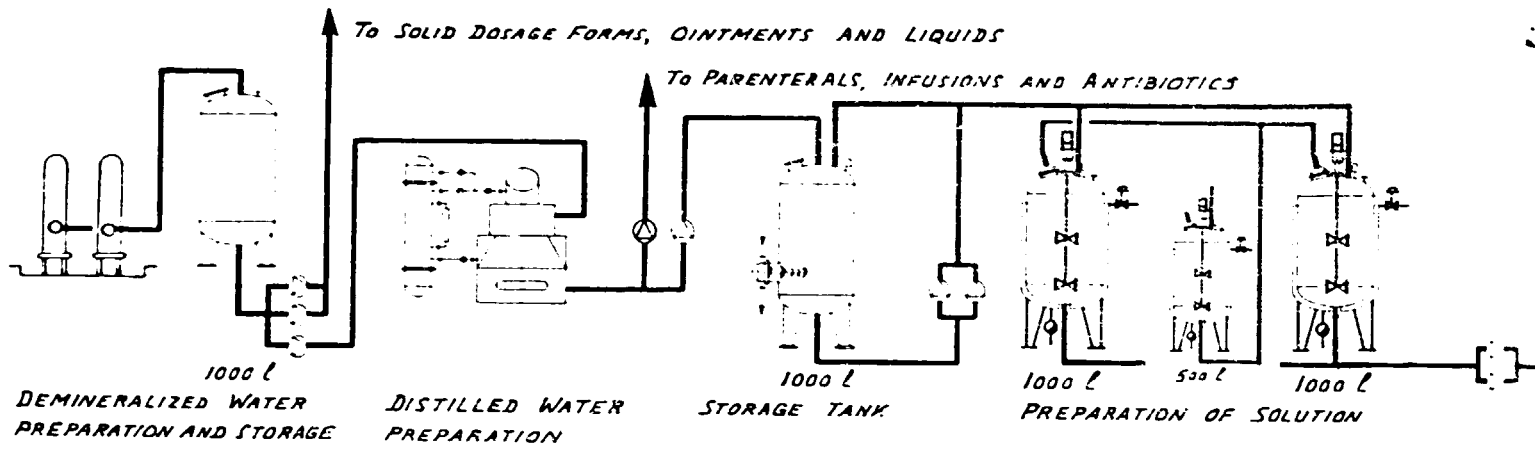 TO SOLID DOSAGE FORMS, OINTMENTS AND LIQUIDS
TO PARENTERALS, INFUSIONS AND ANTIBIOTICS
1000 l
1000 l
1000 l
500 l
1000 l
DEMINERALIZED WATER
PREPARATION AND STORAGE
DISTILLED WATER
PREPARATION
STORAGE TANK
PREPARATION OF SOLUTION